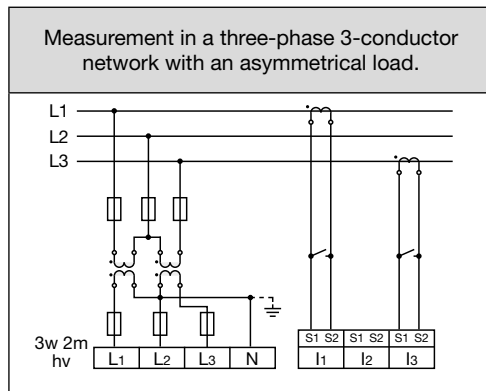 Measurement in a three-phase 3-conductor
network with an asymmetrical load.
L1
L2
L3
S1 S2 S1 S2 S1 S2
3w 2m
hv
L1 L2 L3 N I1 I2 I3